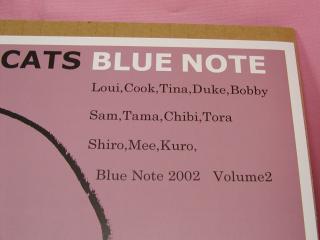 CATS BLUE NOTE
Loui,Cook,Tina,Duke,Bobby
Sam,Tama,Chibi,Tora
Shiro,Mee,Kuro,
Blue Note 2002 Volume2